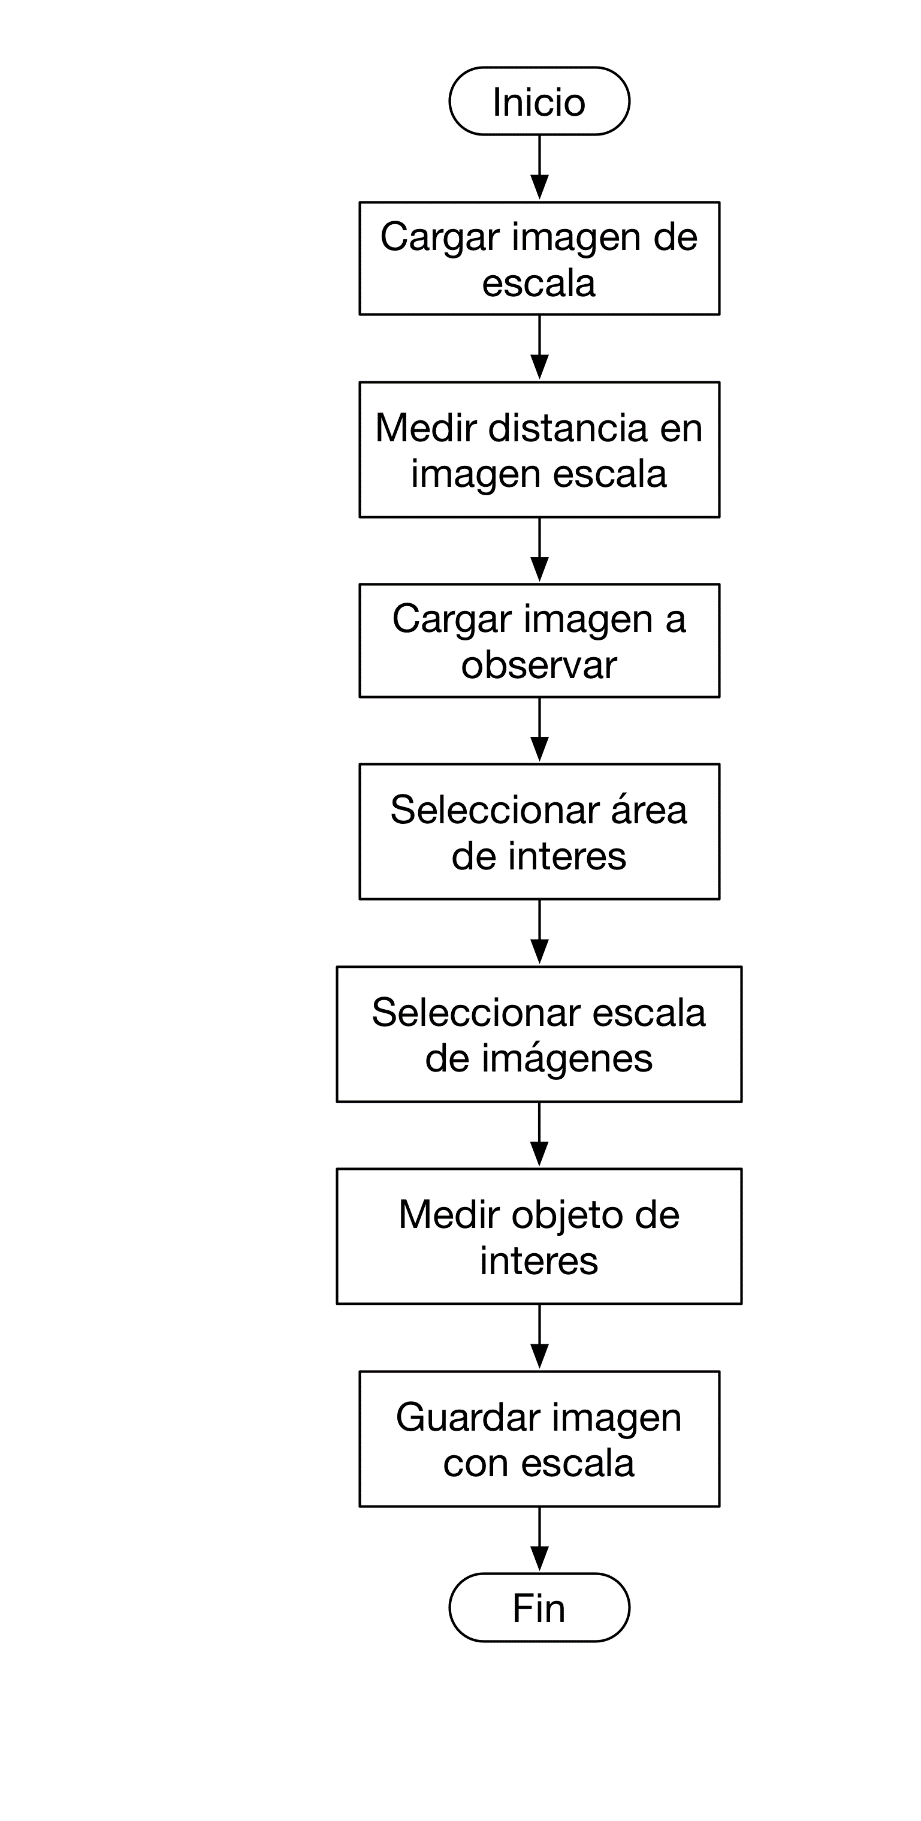 Inicio
Cargar imagen de
escala
Medir distancia en
imagen escala
Cargar imagen a
observar
Seleccionar área
de interes
Seleccionar escala
de imágenes
Medir objeto de
interes
Guardar imagen
con escala
Fin